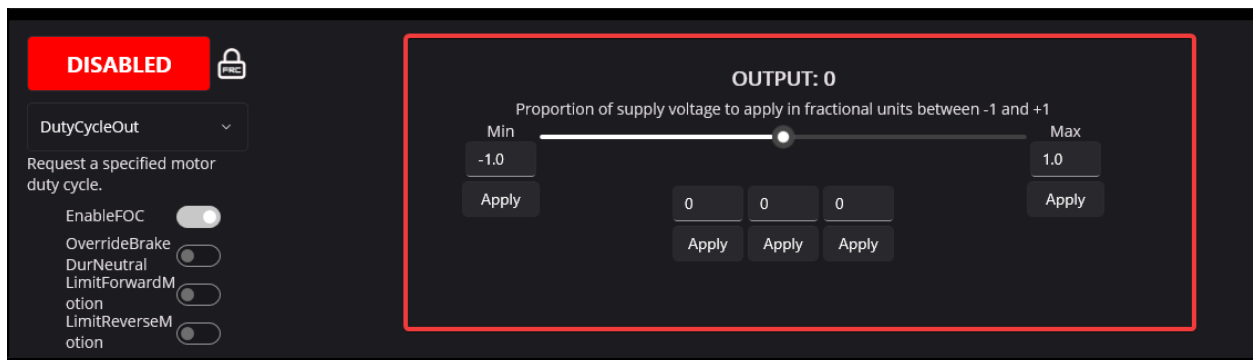 DISABLED
FRC
DutyCycleOut
Request a specified motor
duty cycle.
EnableFOC
OverrideBrake
DurNeutral
LimitForwardM
otion
LimitReverseM
otion
OUTPUT: 0
Proportion of supply voltage to apply in fractional units between -1 and +1
Min
Max
-1.0
1.0
Apply
Apply
0
0
0
Apply
Apply
Apply